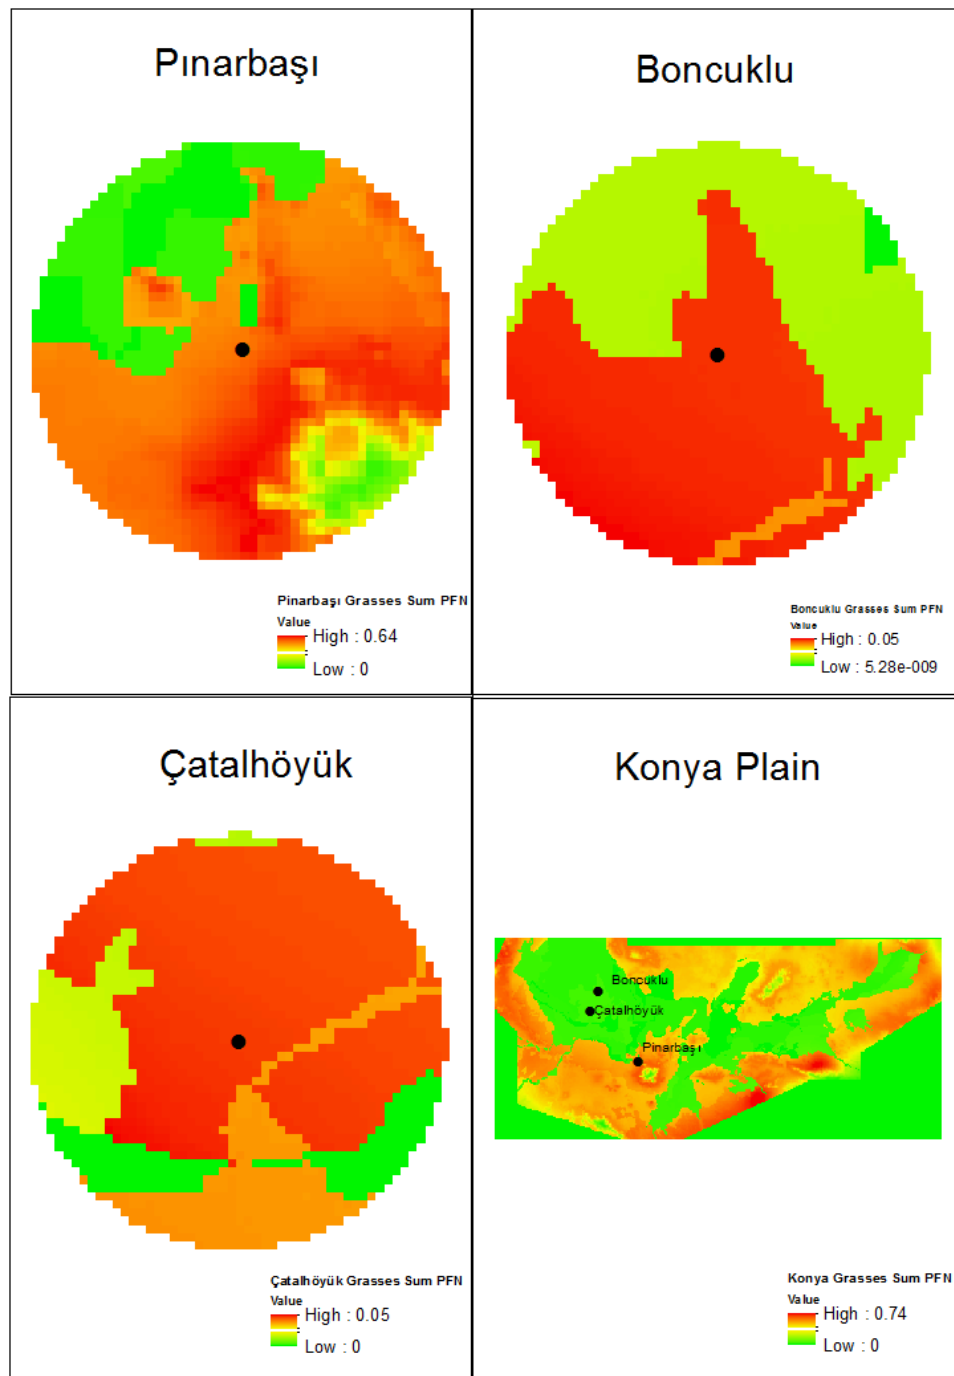 Pınarbaşı
Pinarbaşı Grasses Sum PFN
Value
High : 0.64
Low : 0
Boncuklu
Boncuklu Grasses Sum PFN
Value
High : 0.05
Low : 5.28e-009
Çatalhöyük
Çatalhöyük Grasses Sum PFN
Value
High : 0.05
Low : 0
Konya Plain
Boncuklu
Çatalhöyük
Pinarbaşı
Konya Grasses Sum PFN
Value
High : 0.74
Low : 0